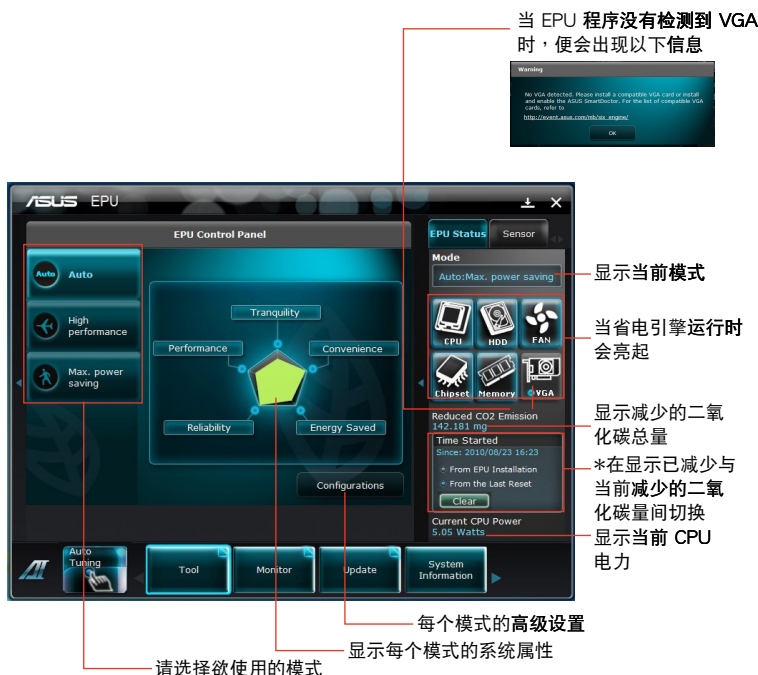 当 EPU 程序没有检测到 VGA
时，便会出现以下信息
Warning
No VGA detected. Please install a compatible VGA card or install
and enable the ASUS SmartDoctor. For the list of compatible VGA
cards, refer to
http://event.asus.com/mb/six_engine/
OK
ASUS EPU
EPU Control Panel
EPU Status
Sensor
Auto
Auto
High
performance
Max. power
saving
Tranquility
Performance
Convenience
Reliability
Energy Saved
Configurations
Mode
Auto:Max. power saving
显示当前模式
CPU
HDD
FAN
当省电引擎运行时
会亮起
Chipset
Memory
VGA
Reduced CO2 Emission
142.181 mg
显示减少的二氧
化碳总量
Time Started
Since: 2010/08/23 16:23
From EPU Installation
From the Last Reset
Clear
*在显示已减少与
当前减少的二氧
化碳量间切换
Current CPU Power
5.05 Watts
显示当前 CPU
电力
AI
Auto
Tuning
Tool
Monitor
Update
System
Information
每个模式的高级设置
显示每个模式的系统属性
请选择欲使用的模式